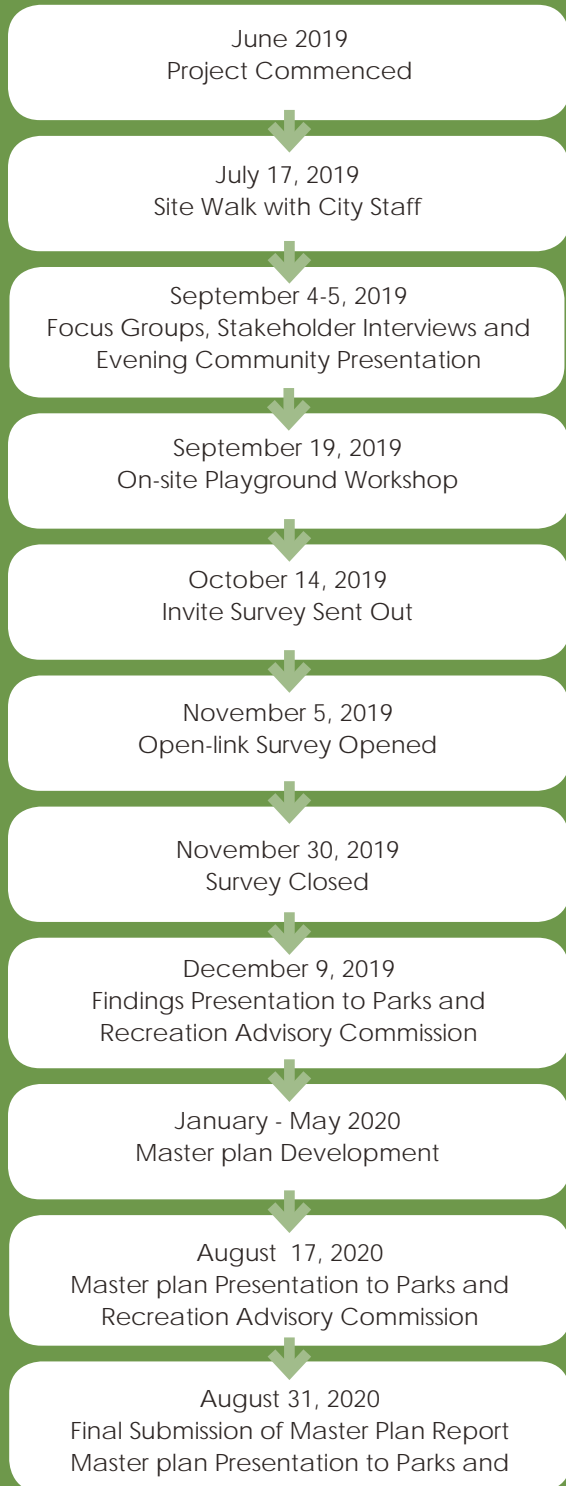 June 2019
Project Commenced
July 17, 2019
Site Walk with City Staff
September 4-5, 2019
Focus Groups, Stakeholder Interviews and
Evening Community Presentation
September 19, 2019
On-site Playground Workshop
October 14, 2019
Invite Survey Sent Out
November 5, 2019
Open-link Survey Opened
November 30, 2019
Survey Closed
December 9, 2019
Findings Presentation to Parks and
Recreation Advisory Commission
January - May 2020
Master plan Development
August 17, 2020
Master plan Presentation to Parks and
Recreation Advisory Commission
August 31, 2020
Final Submission of Master Plan Report
Master plan Presentation to Parks and